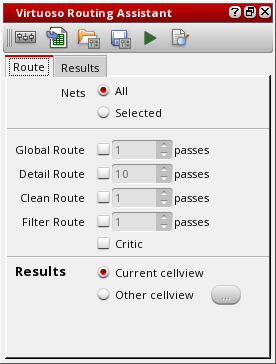 Virtuoso Routing Assistant
Route Results
Nets All
Selected
Global Route 1 passes
Detail Route 10 passes
Clean Route 1 passes
Filter Route 1 passes
Critic
Results Current cellview
Other cellview ...